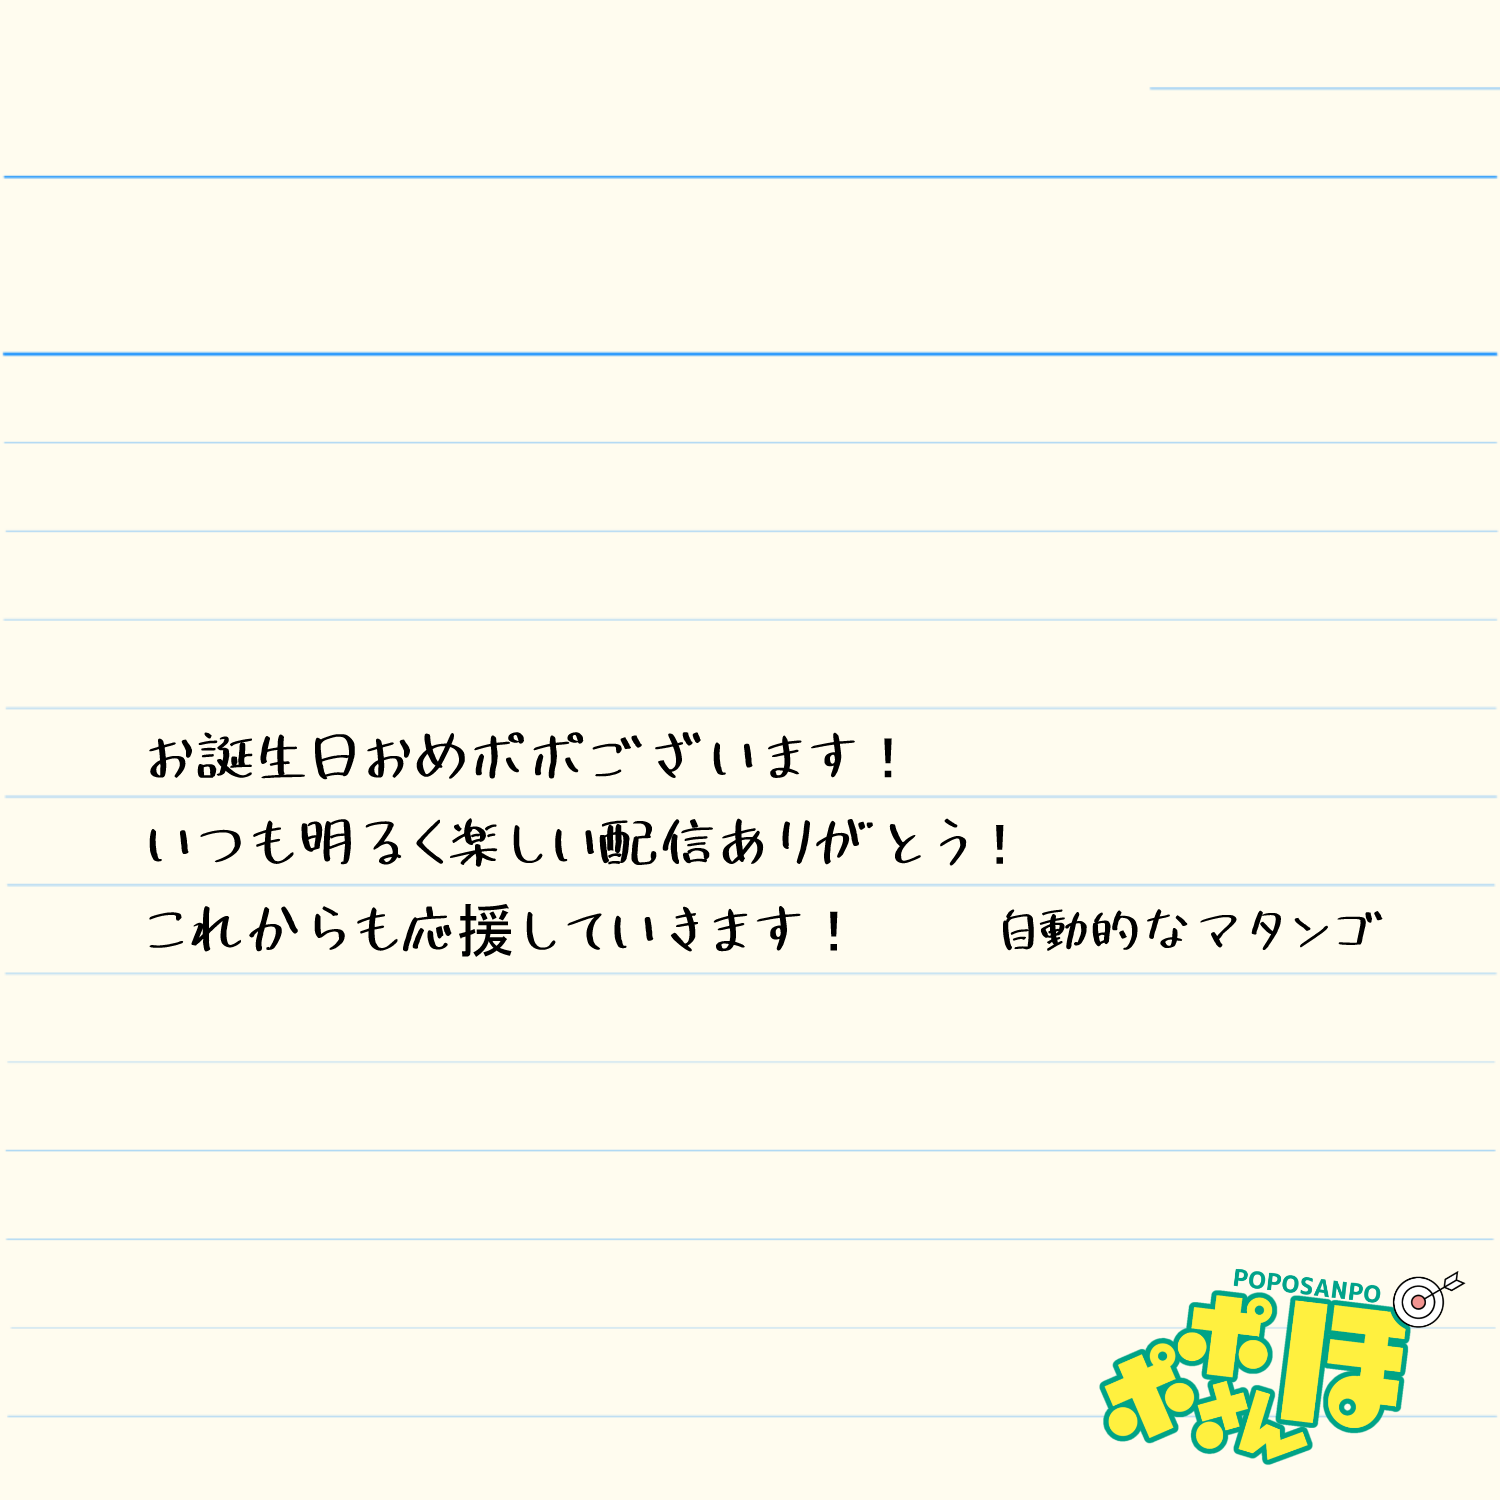 お誕生日おめポポございます！
いつも明るく楽しい配信ありがとう！
これからも応援していきます！　　自動的なマタンゴ
POPOSANPO
ポポさんぽ